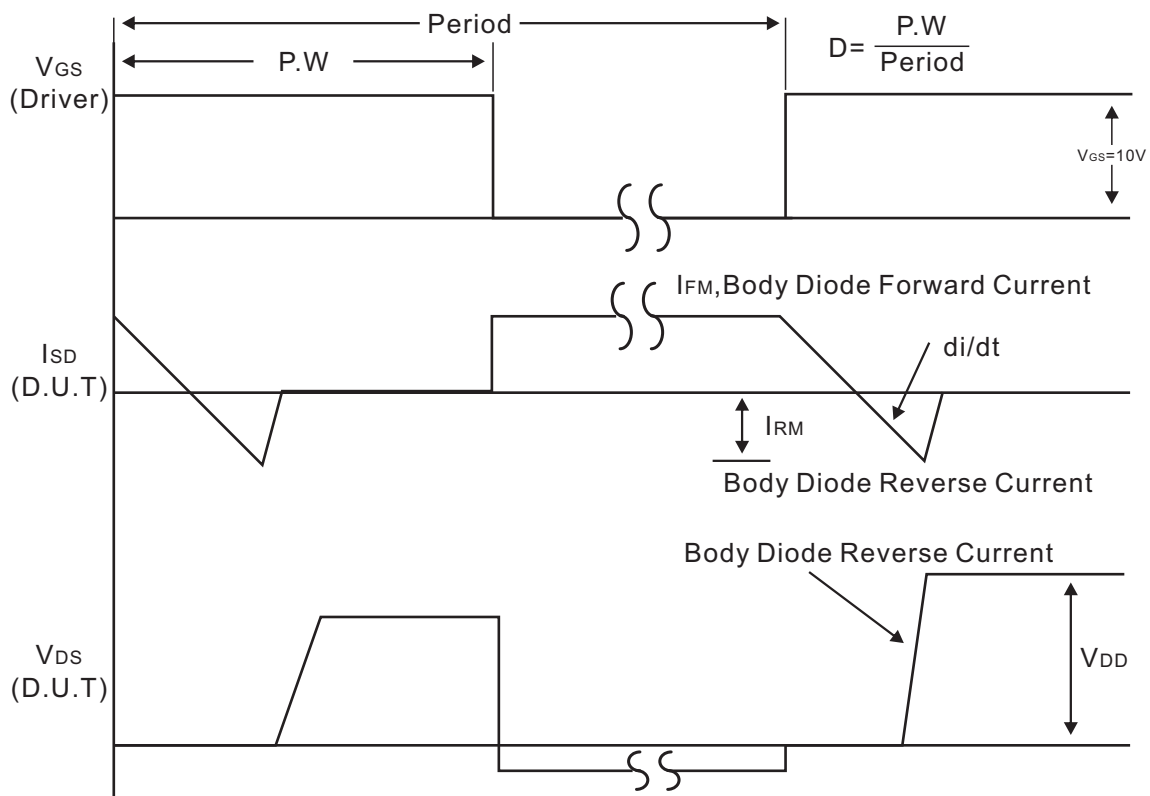 Period
P.W
D= P.W
Period
VGS
(Driver)
VGS=10V
IFM,Body Diode Forward Current
ISD
(D.U.T)
di/dt
IRM
Body Diode Reverse Current
Body Diode Reverse Current
VDS
(D.U.T)
VDD